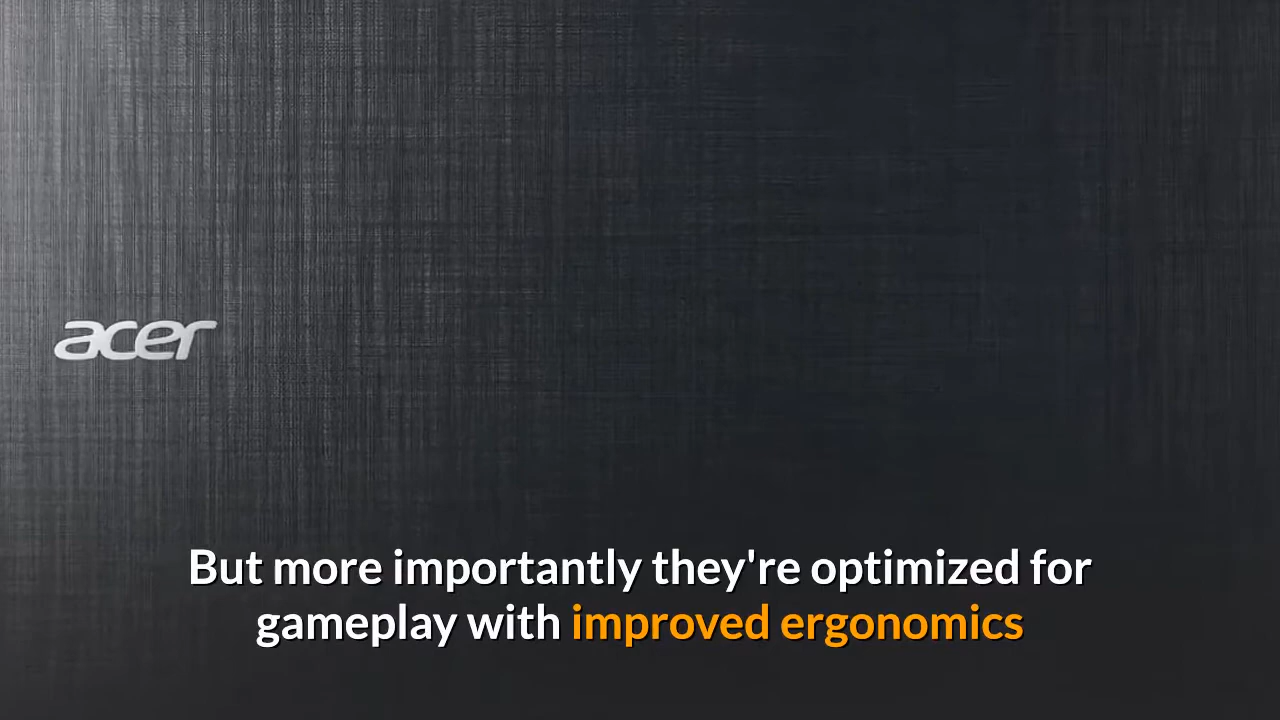 acer
But more importantly they're optimized for
gameplay with improved ergonomics